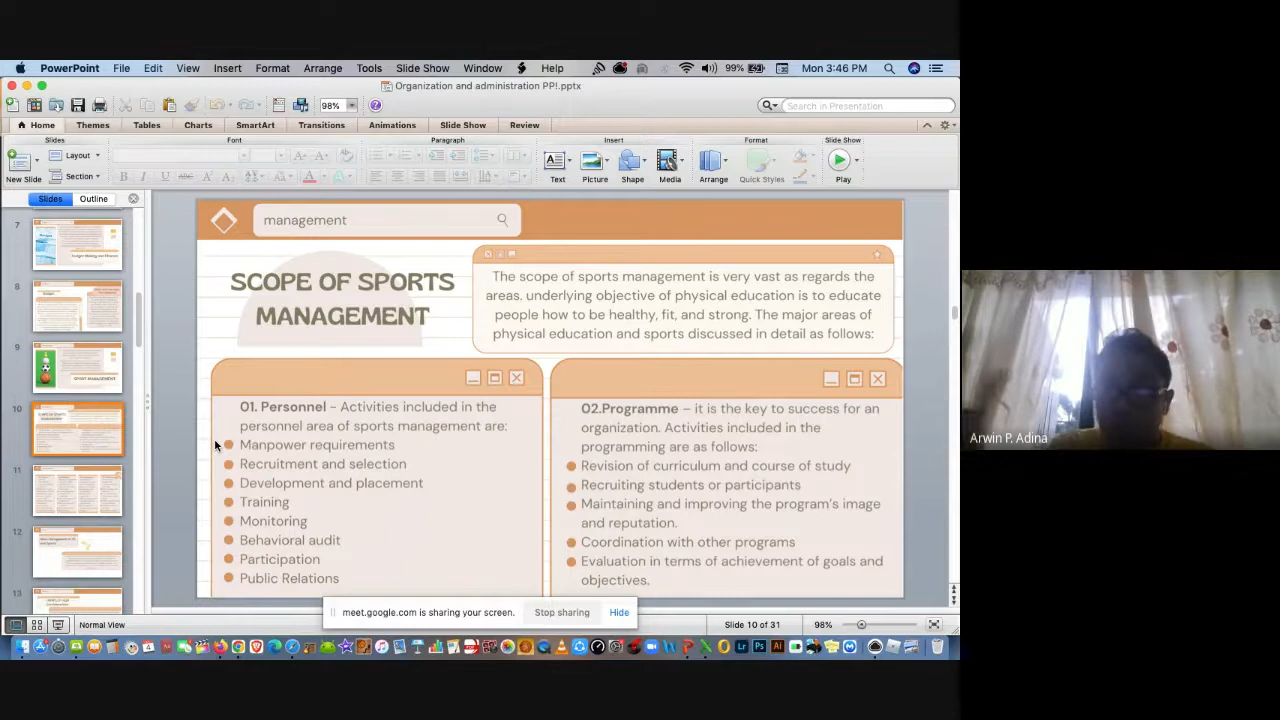 PowerPoint File Edit View Insert Format Arrange Tools Slide Show Window Help 99% Mon 3:46 PM
Organization and administration PP!.pptx
98% Search in Presentation
Home Themes Tables Charts SmartArt Transitions Animations Slide Show Review
Slides Font Paragraph Insert Format Slide Show
Layout
New Slide Section Text Picture Shape Media Arrange Quick Styles Play
Slides Outline
7
8
9
10
11
12
13
management
SCOPE OF SPORTS
MANAGEMENT
The scope of sports management is very vast as regards the
areas. underlying objective of physical education is to educate
people how to be healthy, fit, and strong. The major areas of
physical education and sports discussed in detail as follows:
01. Personnel - Activities included in the
personnel area of sports management are:
Manpower requirements
Recruitment and selection
Development and placement
Training
Monitoring
Behavioral audit
Participation
Public Relations
02.Programme – it is the key to success for an
organization. Activities included in the
programming are as follows:
Revision of curriculum and course of study
Recruiting students or participants
Maintaining and improving the program's image
and reputation.
Coordination with other programs
Evaluation in terms of achievement of goals and
objectives.
meet.google.com is sharing your screen. Stop sharing Hide
Normal View Slide 10 of 31 98%
Arwin P. Adina